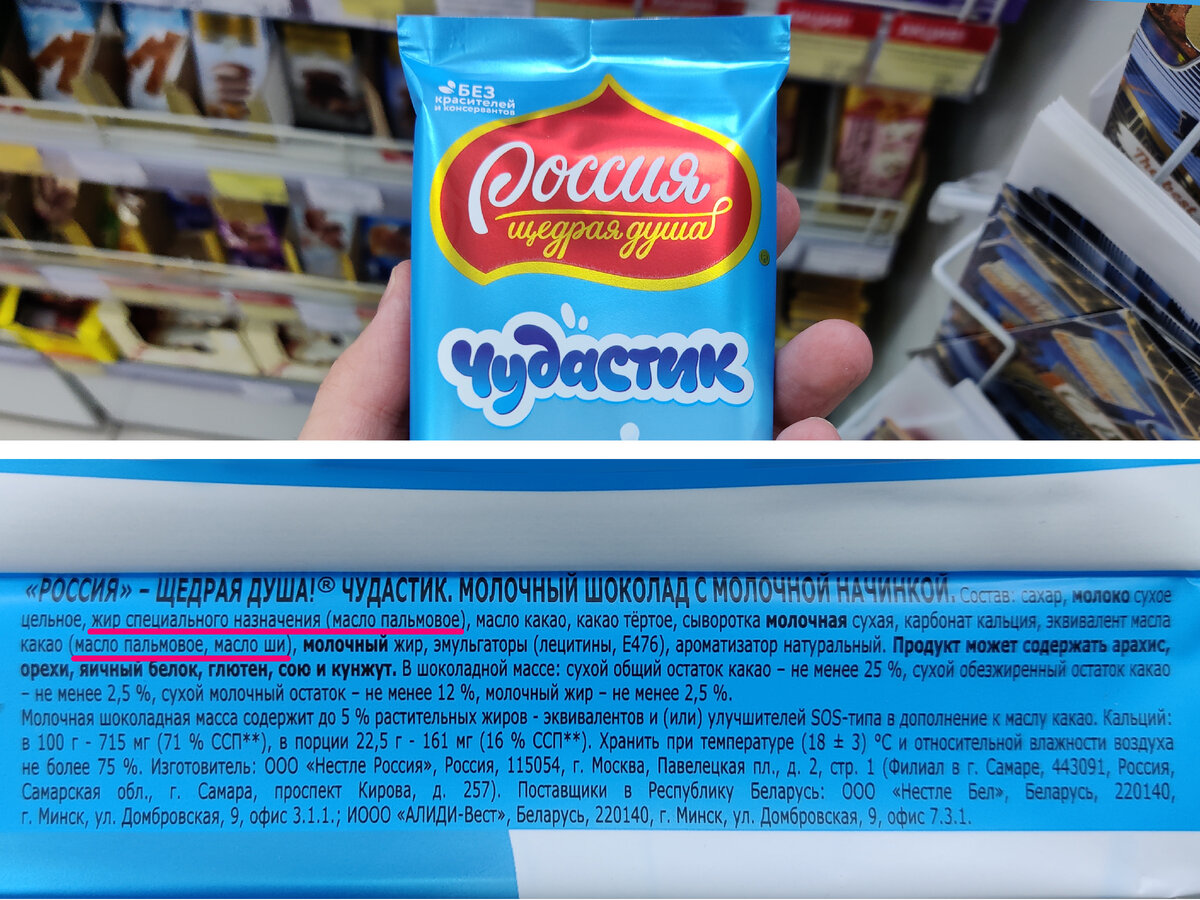 БЕЗ
красителей
и консервантов
Россия
щедрая душа
Чудастик
«РОССИЯ» – ЩЕДРАЯ ДУША!® ЧУДАСТИК. МОЛОЧНЫЙ ШОКОЛАД С МОЛОЧНОЙ НАЧИНКОЙ. Состав: сахар, молоко сухое
цельное, жир специального назначения (масло пальмовое), масло какао, какао тёртое, сыворотка молочная сухая, карбонат кальция, эквивалент масла
какао (масло пальмовое, масло ши), молочный жир, эмульгаторы (лецитины, Е476), ароматизатор натуральный. Продукт может содержать арахис,
орехи, яичный белок, глютен, сою и кунжут. В шоколадной массе: сухой общий остаток какао – не менее 25 %, сухой обезжиренный остаток какао
– не менее 2,5 %, сухой молочный остаток – не менее 12 %, молочный жир – не менее 2,5 %.
Молочная шоколадная масса содержит до 5 % растительных жиров - эквивалентов и (или) улучшителей SOS-типа в дополнение к маслу какао. Кальций:
в 100 г - 715 мг (71 % ССП**), в порции 22,5 г - 161 мг (16 % ССП**). Хранить при температуре (18 ± 3) °С и относительной влажности воздуха
не более 75 %. Изготовитель: ООО «Нестле Россия», Россия, 115054, г. Москва, Павелецкая пл., д. 2, стр. 1 (Филиал в г. Самаре, 443091, Россия,
Самарская обл., г. Самара, проспект Кирова, д. 257). Поставщики в Республику Беларусь: ООО «Нестле Бел», Беларусь, 220140,
г. Минск, ул. Домбровская, 9, офис 3.1.1.; ИООО «АЛИДИ-Вест», Беларусь, 220140, г. Минск, ул. Домбровская, 9, офис 7.3.1.